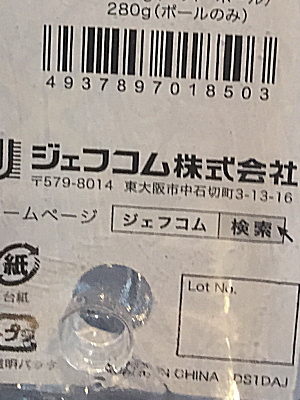 280g(ポールのみ)
4937897018503
ジェフコム株式会社
〒579-8014 東大阪市中石切町3-13-16
ームページ ジェフコム 検索
紙
台紙
Lot No.
IN CHINA DS1DAJ